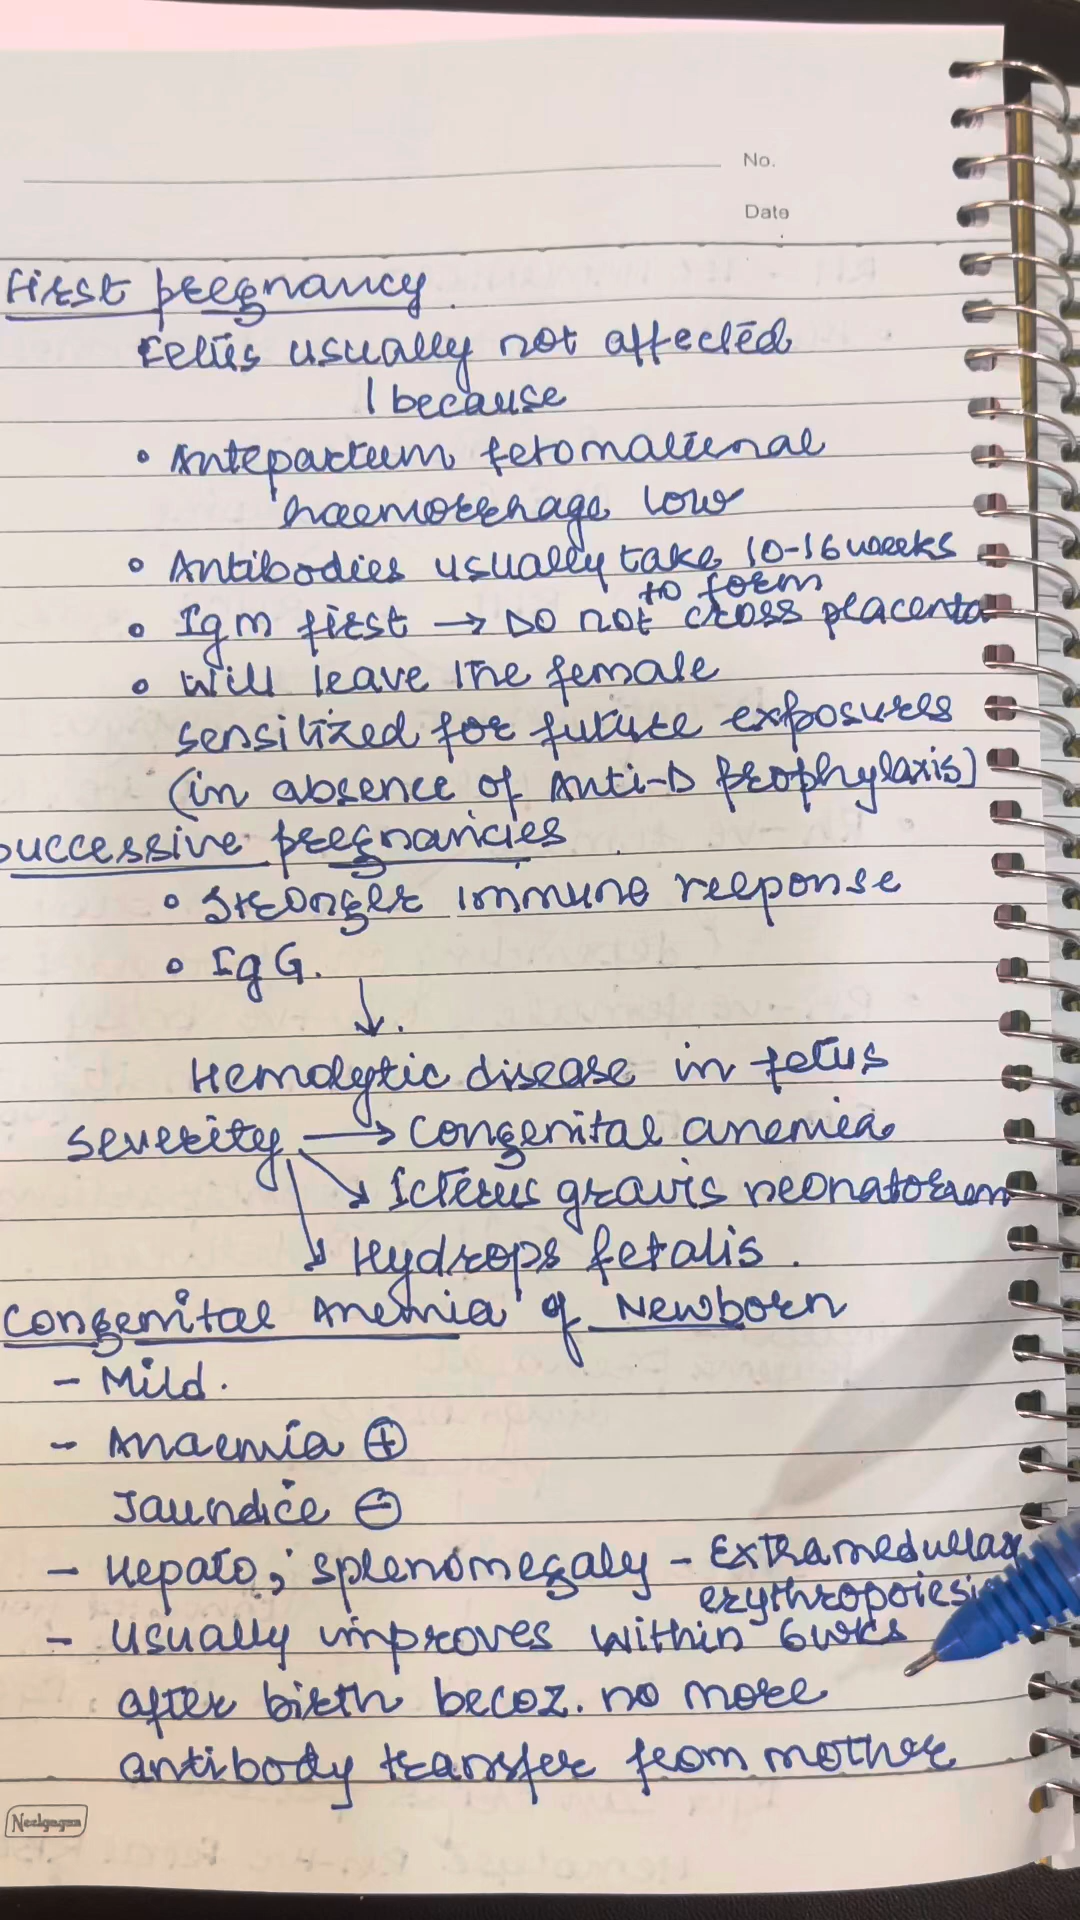 No.
Date
First pregnancy
Fetus usually not affected
| because
• Antepartum fetomaternal
haemorrhage low
• Antibodies usually take 10-16 weeks
to form
• IgM first → Do not cross placenta
• Will leave the female
sensitized for future exposures
(in absence of Anti-D prophylaxis)
Successive pregnancies
• Stronger immune response
• IgG.
↓
Hemolytic disease in fetus
Severity → Congenital anemia
↘ Icterus gravis neonatorum
↓ Hydrops fetalis.
Congenital Anemia of Newborn
- Mild.
- Anaemia ⊕
Jaundice ⊖
- Hepato, splenomegaly - Extramedullary
erythropoiesis
- Usually improves within 6wks
after birth becoz. no more
antibody transfer from mother
Neelgagan